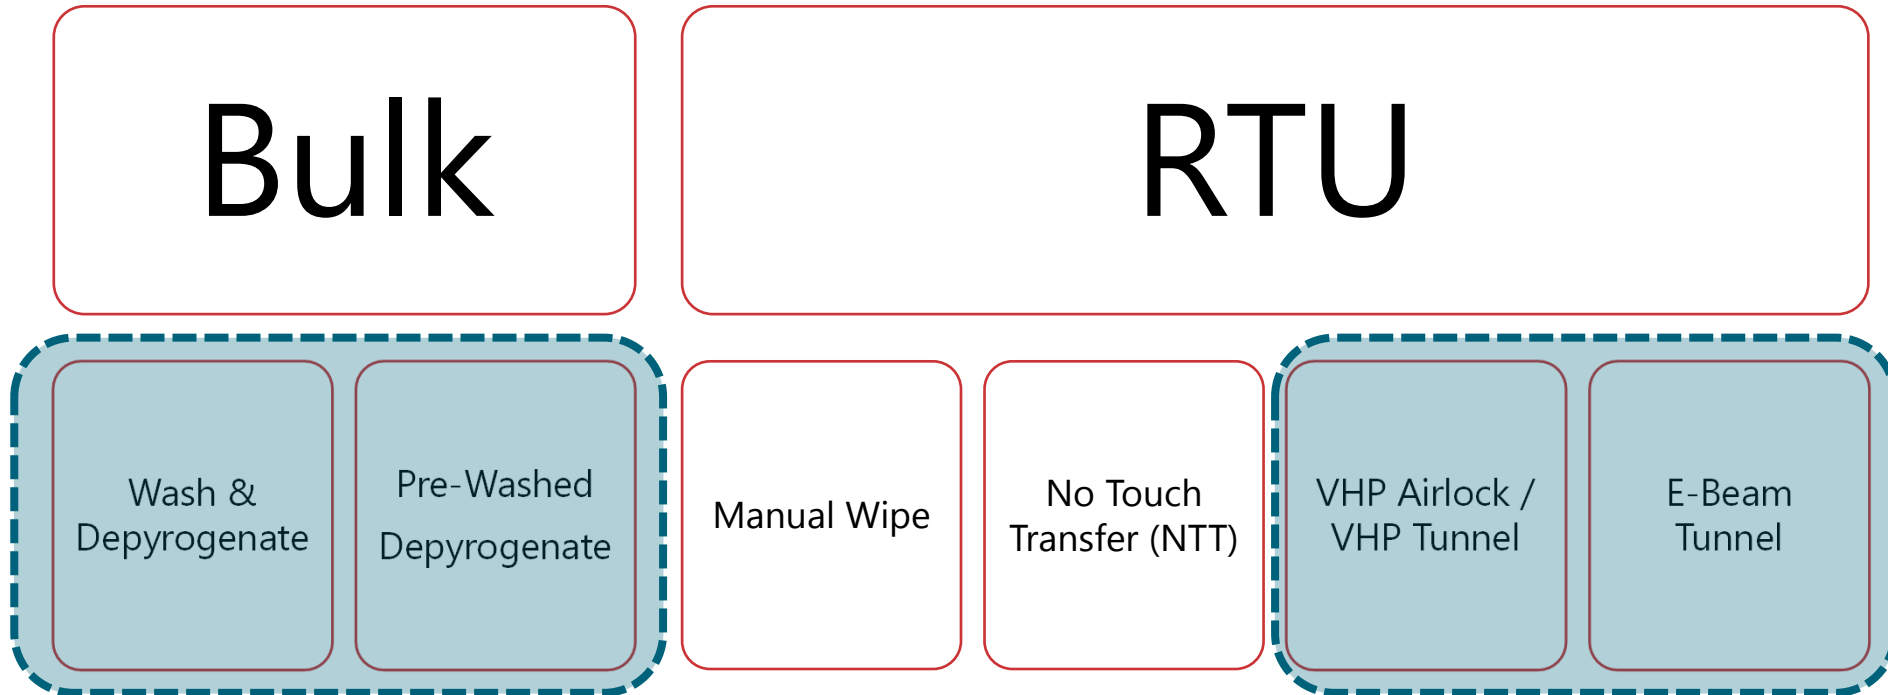 Bulk
RTU
Wash &
Depyrogenate
Pre-Washed
Depyrogenate
Manual Wipe
No Touch
Transfer (NTT)
VHP Airlock /
VHP Tunnel
E-Beam
Tunnel